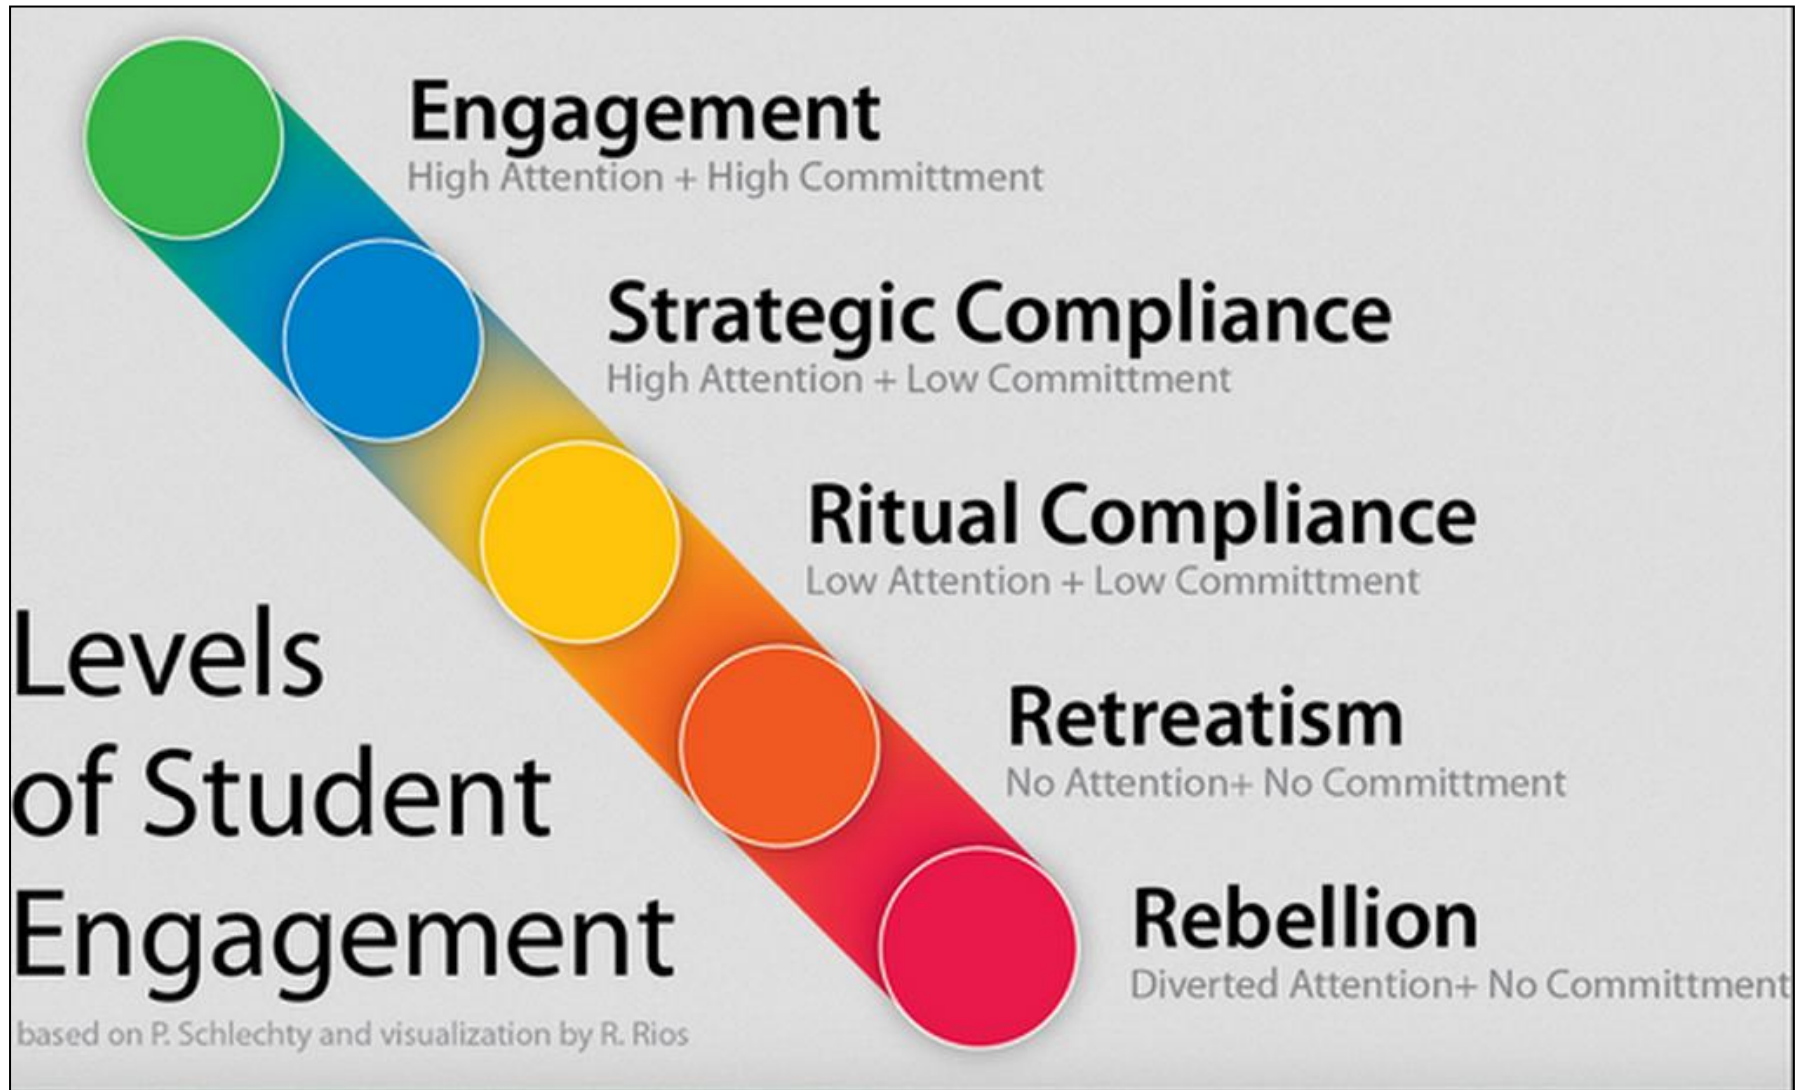 Engagement
High Attention + High Committment
Strategic Compliance
High Attention + Low Committment
Ritual Compliance
Low Attention + Low Committment
Retreatism
No Attention+ No Committment
Rebellion
Diverted Attention+ No Committment
Levels
of Student
Engagement
based on P. Schlechty and visualization by R. Rios